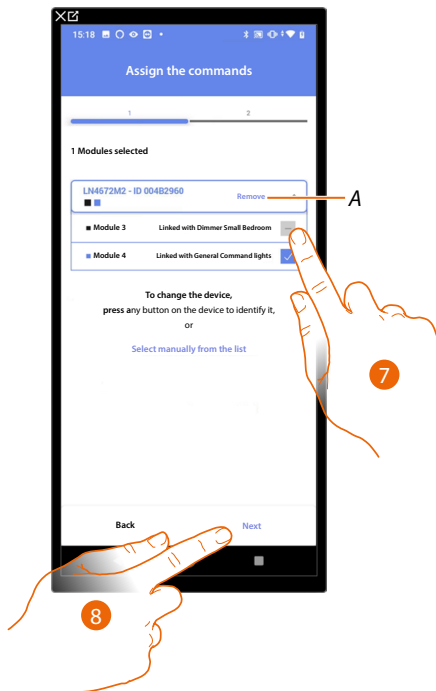 15:18
Assign the commands
1 2
1 Modules selected
LN4672M2 - ID 004B2960
Remove
A
Module 3 Linked with Dimmer Small Bedroom
Module 4 Linked with General Command lights
To change the device,
press any button on the device to identify it,
or
Select manually from the list
7
Back Next
8